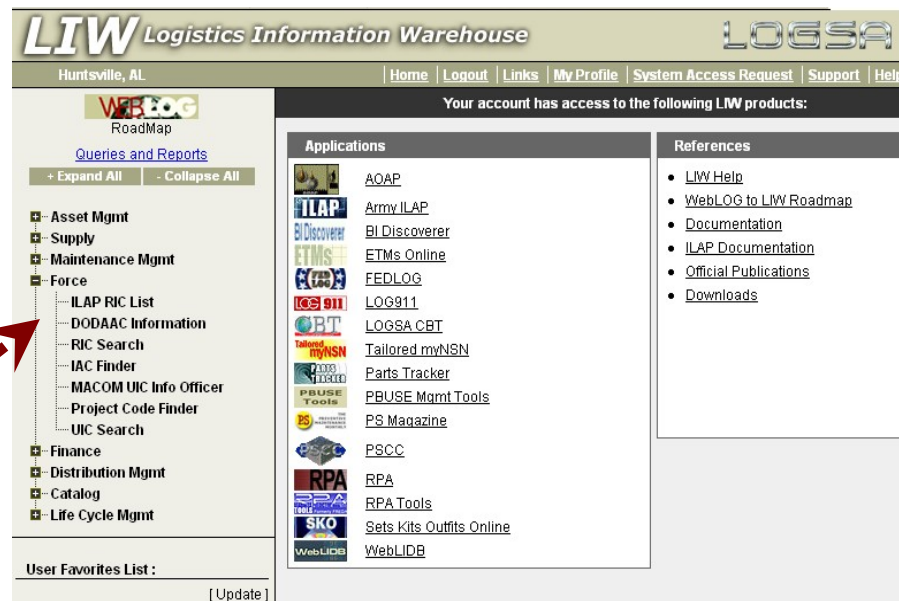 LIW Logistics Information Warehouse
LOGSA
Huntsville, AL
Home | Logout | Links | My Profile | System Access Request | Support | Help
WEBLOG
RoadMap
Queries and Reports
+ Expand All
- Collapse All
Asset Mgmt
Supply
Maintenance Mgmt
Force
ILAP RIC List
DODAAC Information
RIC Search
IAC Finder
MACOM UIC Info Officer
Project Code Finder
UIC Search
Finance
Distribution Mgmt
Catalog
Life Cycle Mgmt
User Favorites List :
[ Update ]
Your account has access to the following LIW products:
Applications
AOAP
ILAP Army ILAP
BI Discoverer BI Discoverer
ETMs ETMs Online
FED LOG FEDLOG
LOG 911 LOG911
CBT LOGSA CBT
Tailored myNSN Tailored myNSN
PARTS TRACKER Parts Tracker
PBUSE Tools PBUSE Mgmt Tools
PS PS Magazine
PSCC PSCC
RPA RPA
RPA TOOLS RPA Tools
SKO Sets Kits Outfits Online
WebLIDB WebLIDB
References
LIW Help
WebLOG to LIW Roadmap
Documentation
ILAP Documentation
Official Publications
Downloads